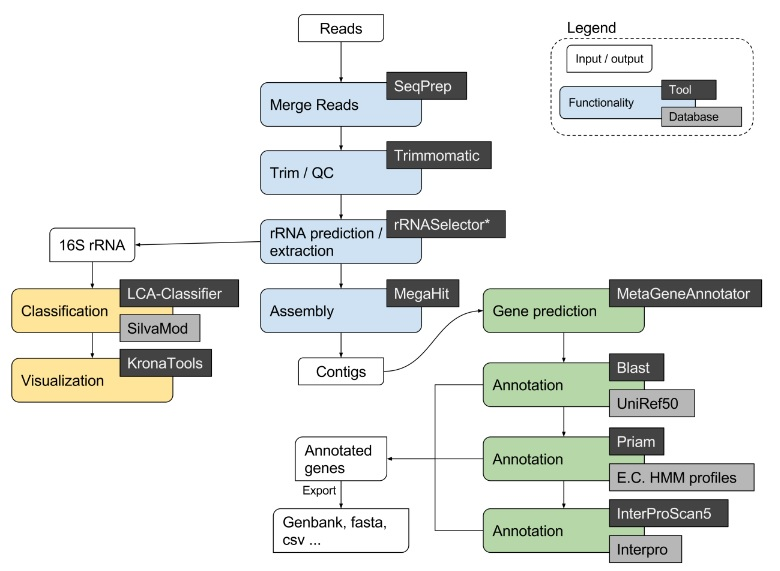 Reads
Legend
Input / output
Functionality
Tool
Database
Merge Reads
SeqPrep
Trim / QC
Trimmomatic
rRNA prediction /
extraction
rRNASelector*
16S rRNA
Classification
LCA-Classifier
SilvaMod
Assembly
MegaHit
Gene prediction
MetaGeneAnnotator
Visualization
KronaTools
Contigs
Annotation
Blast
UniRef50
Annotated
genes
Annotation
Priam
E.C. HMM profiles
Export
Genbank, fasta,
csv ...
Annotation
InterProScan5
Interpro